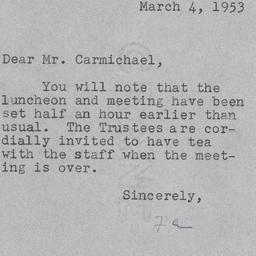 March 4, 1953
Dear Mr. Carmichael,
You will note that the
luncheon and meeting have been
set half an hour earlier than
usual. The Trustees are cor-
dially invited to have tea
with the staff when the meet-
ing is over.
Sincerely,